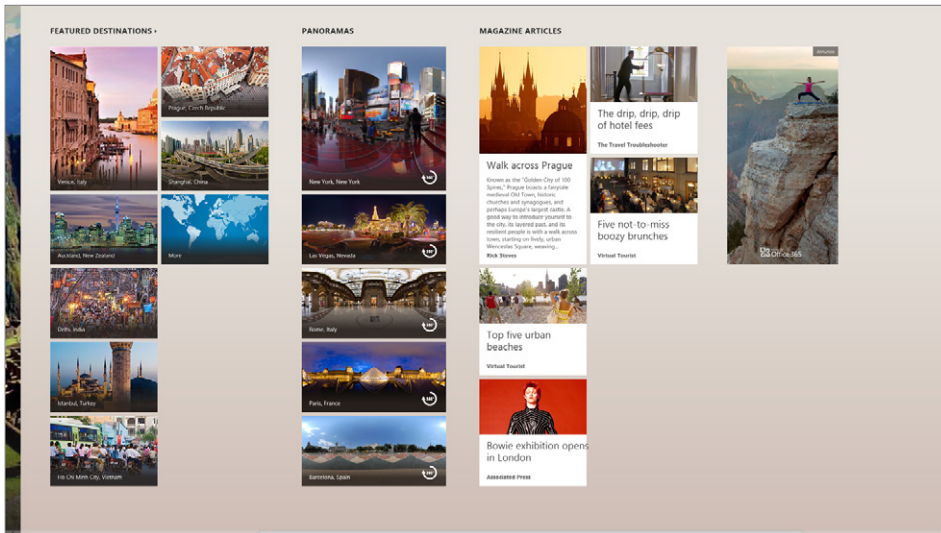 FEATURED DESTINATIONS ›
Venice, Italy
Prague, Czech Republic
Shanghai, China
Auckland, New Zealand
More
Delhi, India
Istanbul, Turkey
Ho Chi Minh City, Vietnam
PANORAMAS
New York, New York
Las Vegas, Nevada
Rome, Italy
Paris, France
Barcelona, Spain
MAGAZINE ARTICLES
Walk across Prague
Known as the "Golden City of 100
Spires," Prague boasts a fairytale
medieval Old Town, historic
churches and synagogues, and
perhaps Europe's largest castle. A
good way to introduce yourself to
the city, its layered past, and its
resilient people is with a walk across
town, starting on lively, urban
Wenceslas Square, weaving...
Rick Steves
The drip, drip, drip
of hotel fees
The Travel Troubleshooter
Five not-to-miss
boozy brunches
Virtual Tourist
Top five urban
beaches
Virtual Tourist
Bowie exhibition opens
in London
Associated Press
Office 365